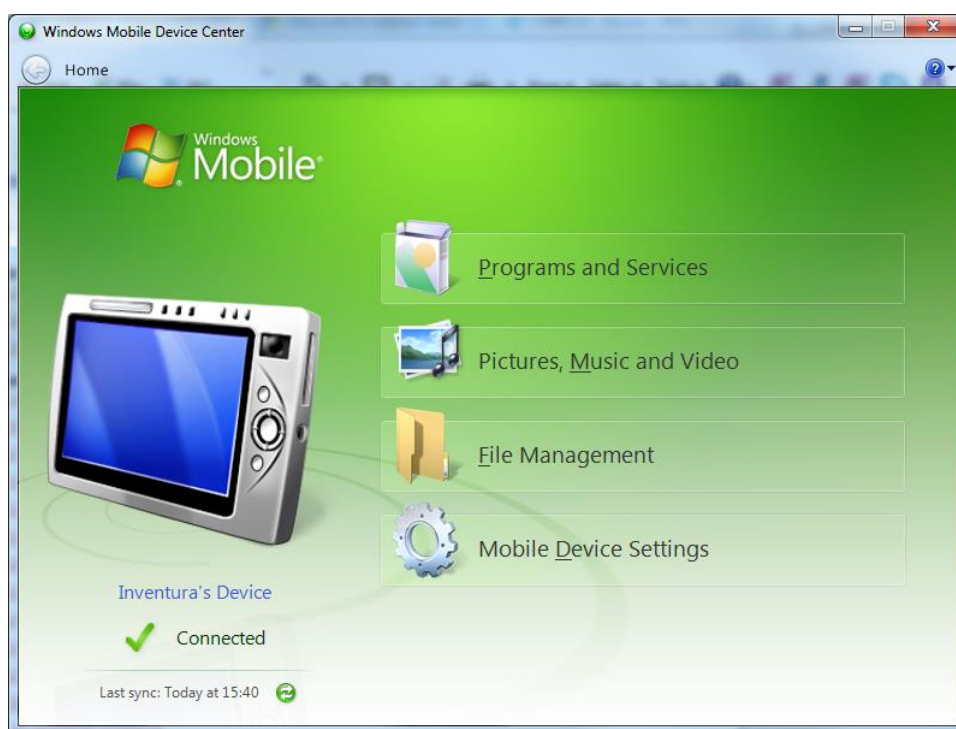 Windows Mobile Device Center
Home
Windows
Mobile®
Programs and Services
Pictures, Music and Video
File Management
Mobile Device Settings
Inventura's Device
Connected
Last sync: Today at 15:40